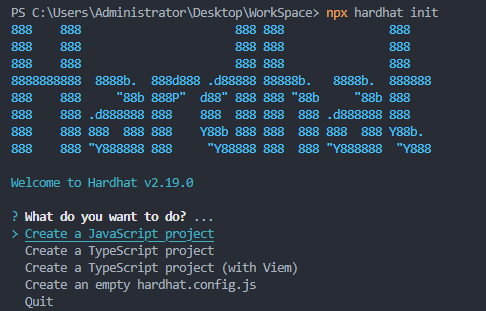 PS C:\Users\Administrator\Desktop\WorkSpace> npx hardhat init
888    888                      888 888               888
888    888                      888 888               888
888    888                      888 888               888
8888888888  8888b.  888d888 .d88888 88888b.   8888b.  888888
888    888     "88b 888P"  d88" 888 888 "88b     "88b 888
888    888 .d888888 888    888  888 888  888 .d888888 888
888    888 888  888 888    Y88b 888 888  888 888  888 Y88b.
888    888 "Y888888 888     "Y88888 888  888 "Y888888  "Y888
Welcome to Hardhat v2.19.0
? What do you want to do? ...
> Create a JavaScript project
Create a TypeScript project
Create a TypeScript project (with Viem)
Create an empty hardhat.config.js
Quit